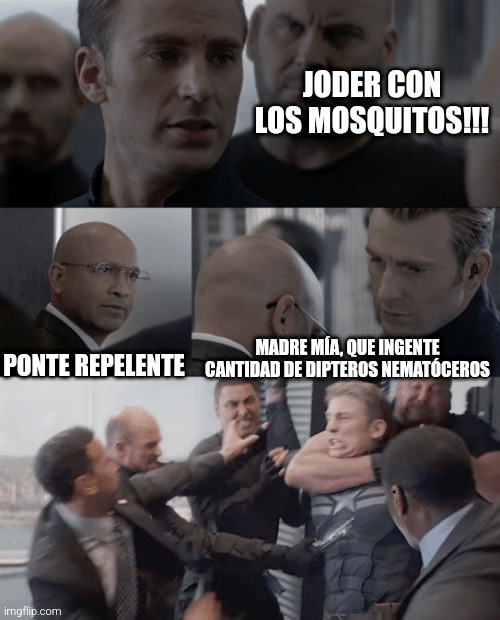 JODER CON
LOS MOSQUITOS!!!
PONTE REPELENTE
MADRE MÍA, QUE INGENTE
CANTIDAD DE DIPTEROS NEMATÓCEROS
imgflip.com